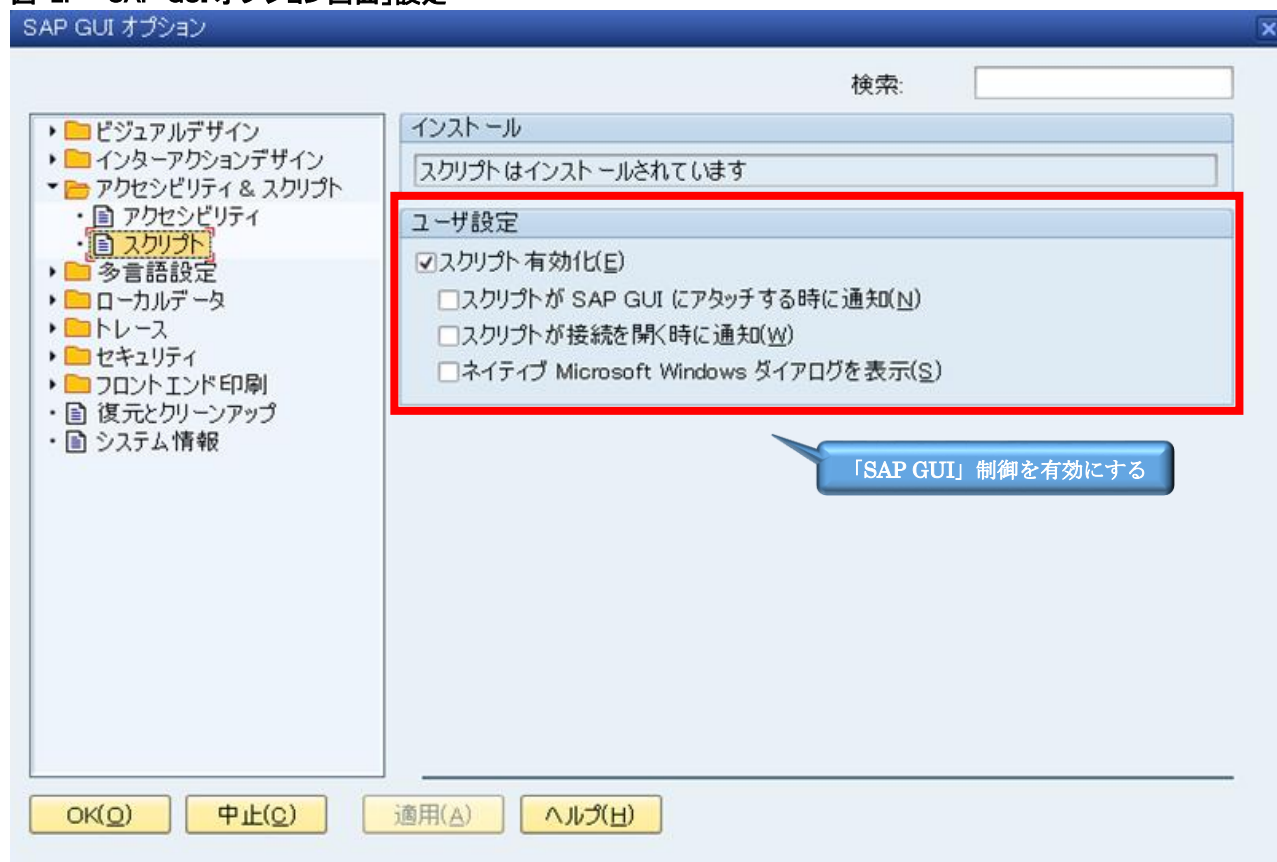 SAP GUI オプション
検索:
ビジュアルデザイン
インターアクションデザイン
アクセシビリティ & スクリプト
アクセシビリティ
スクリプト
多言語設定
ローカルデータ
トレース
セキュリティ
フロントエンド印刷
復元とクリーンアップ
システム情報
インストール
スクリプトはインストールされています
ユーザ設定
スクリプト有効化(E)
スクリプトが SAP GUI にアタッチする時に通知(N)
スクリプトが接続を開く時に通知(W)
ネイティブ Microsoft Windows ダイアログを表示(S)
「SAP GUI」制御を有効にする
OK(O)
中止(C)
適用(A)
ヘルプ(H)